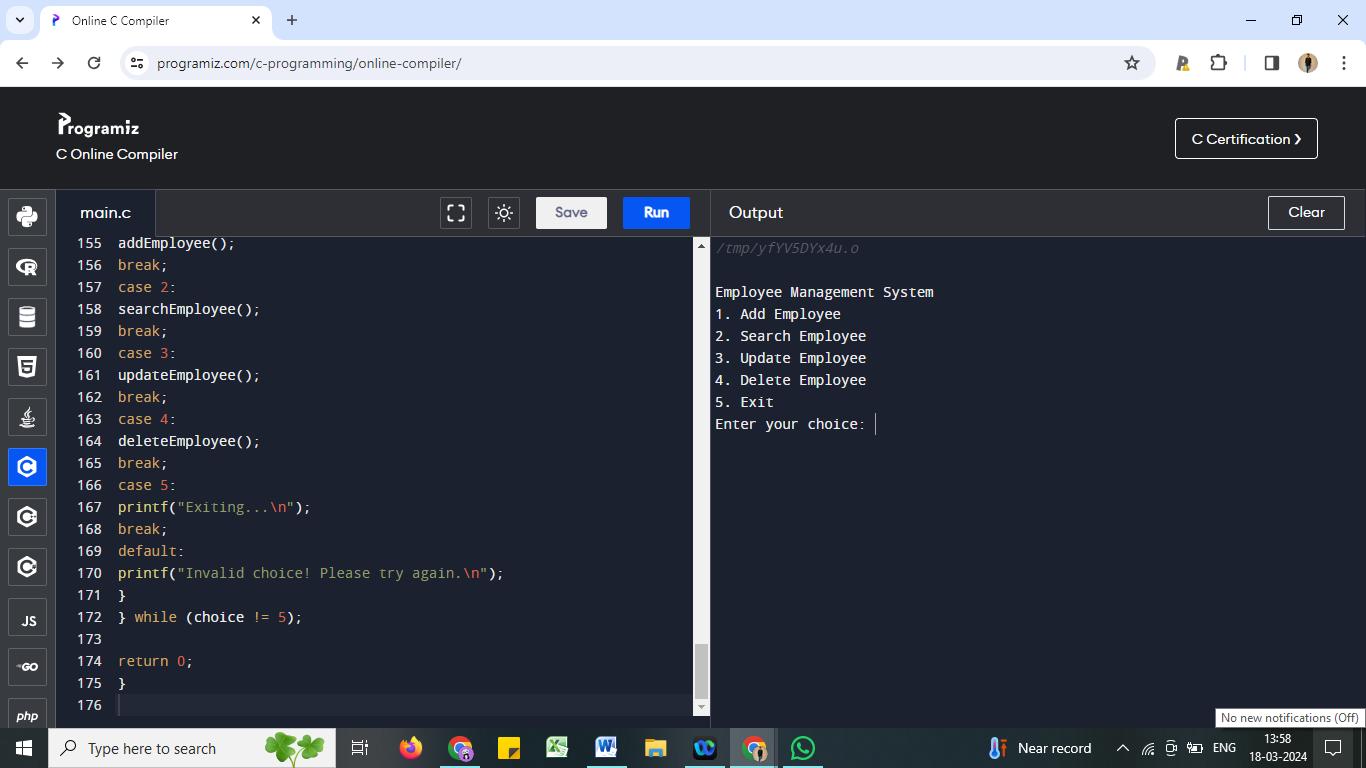 Online C Compiler
programiz.com/c-programming/online-compiler/
Programiz
C Online Compiler
C Certification ❯
main.c
Save
Run
Output
Clear
155 addEmployee();
156 break;
157 case 2:
158 searchEmployee();
159 break;
160 case 3:
161 updateEmployee();
162 break;
163 case 4:
164 deleteEmployee();
165 break;
166 case 5:
167 printf("Exiting...\n");
168 break;
169 default:
170 printf("Invalid choice! Please try again.\n");
171 }
172 } while (choice != 5);
173
174 return 0;
175 }
176
/tmp/yfYV5DYx4u.o
Employee Management System
1. Add Employee
2. Search Employee
3. Update Employee
4. Delete Employee
5. Exit
Enter your choice:
JS
GO
php
No new notifications (Off)
Type here to search
Near record
ENG
13:58
18-03-2024